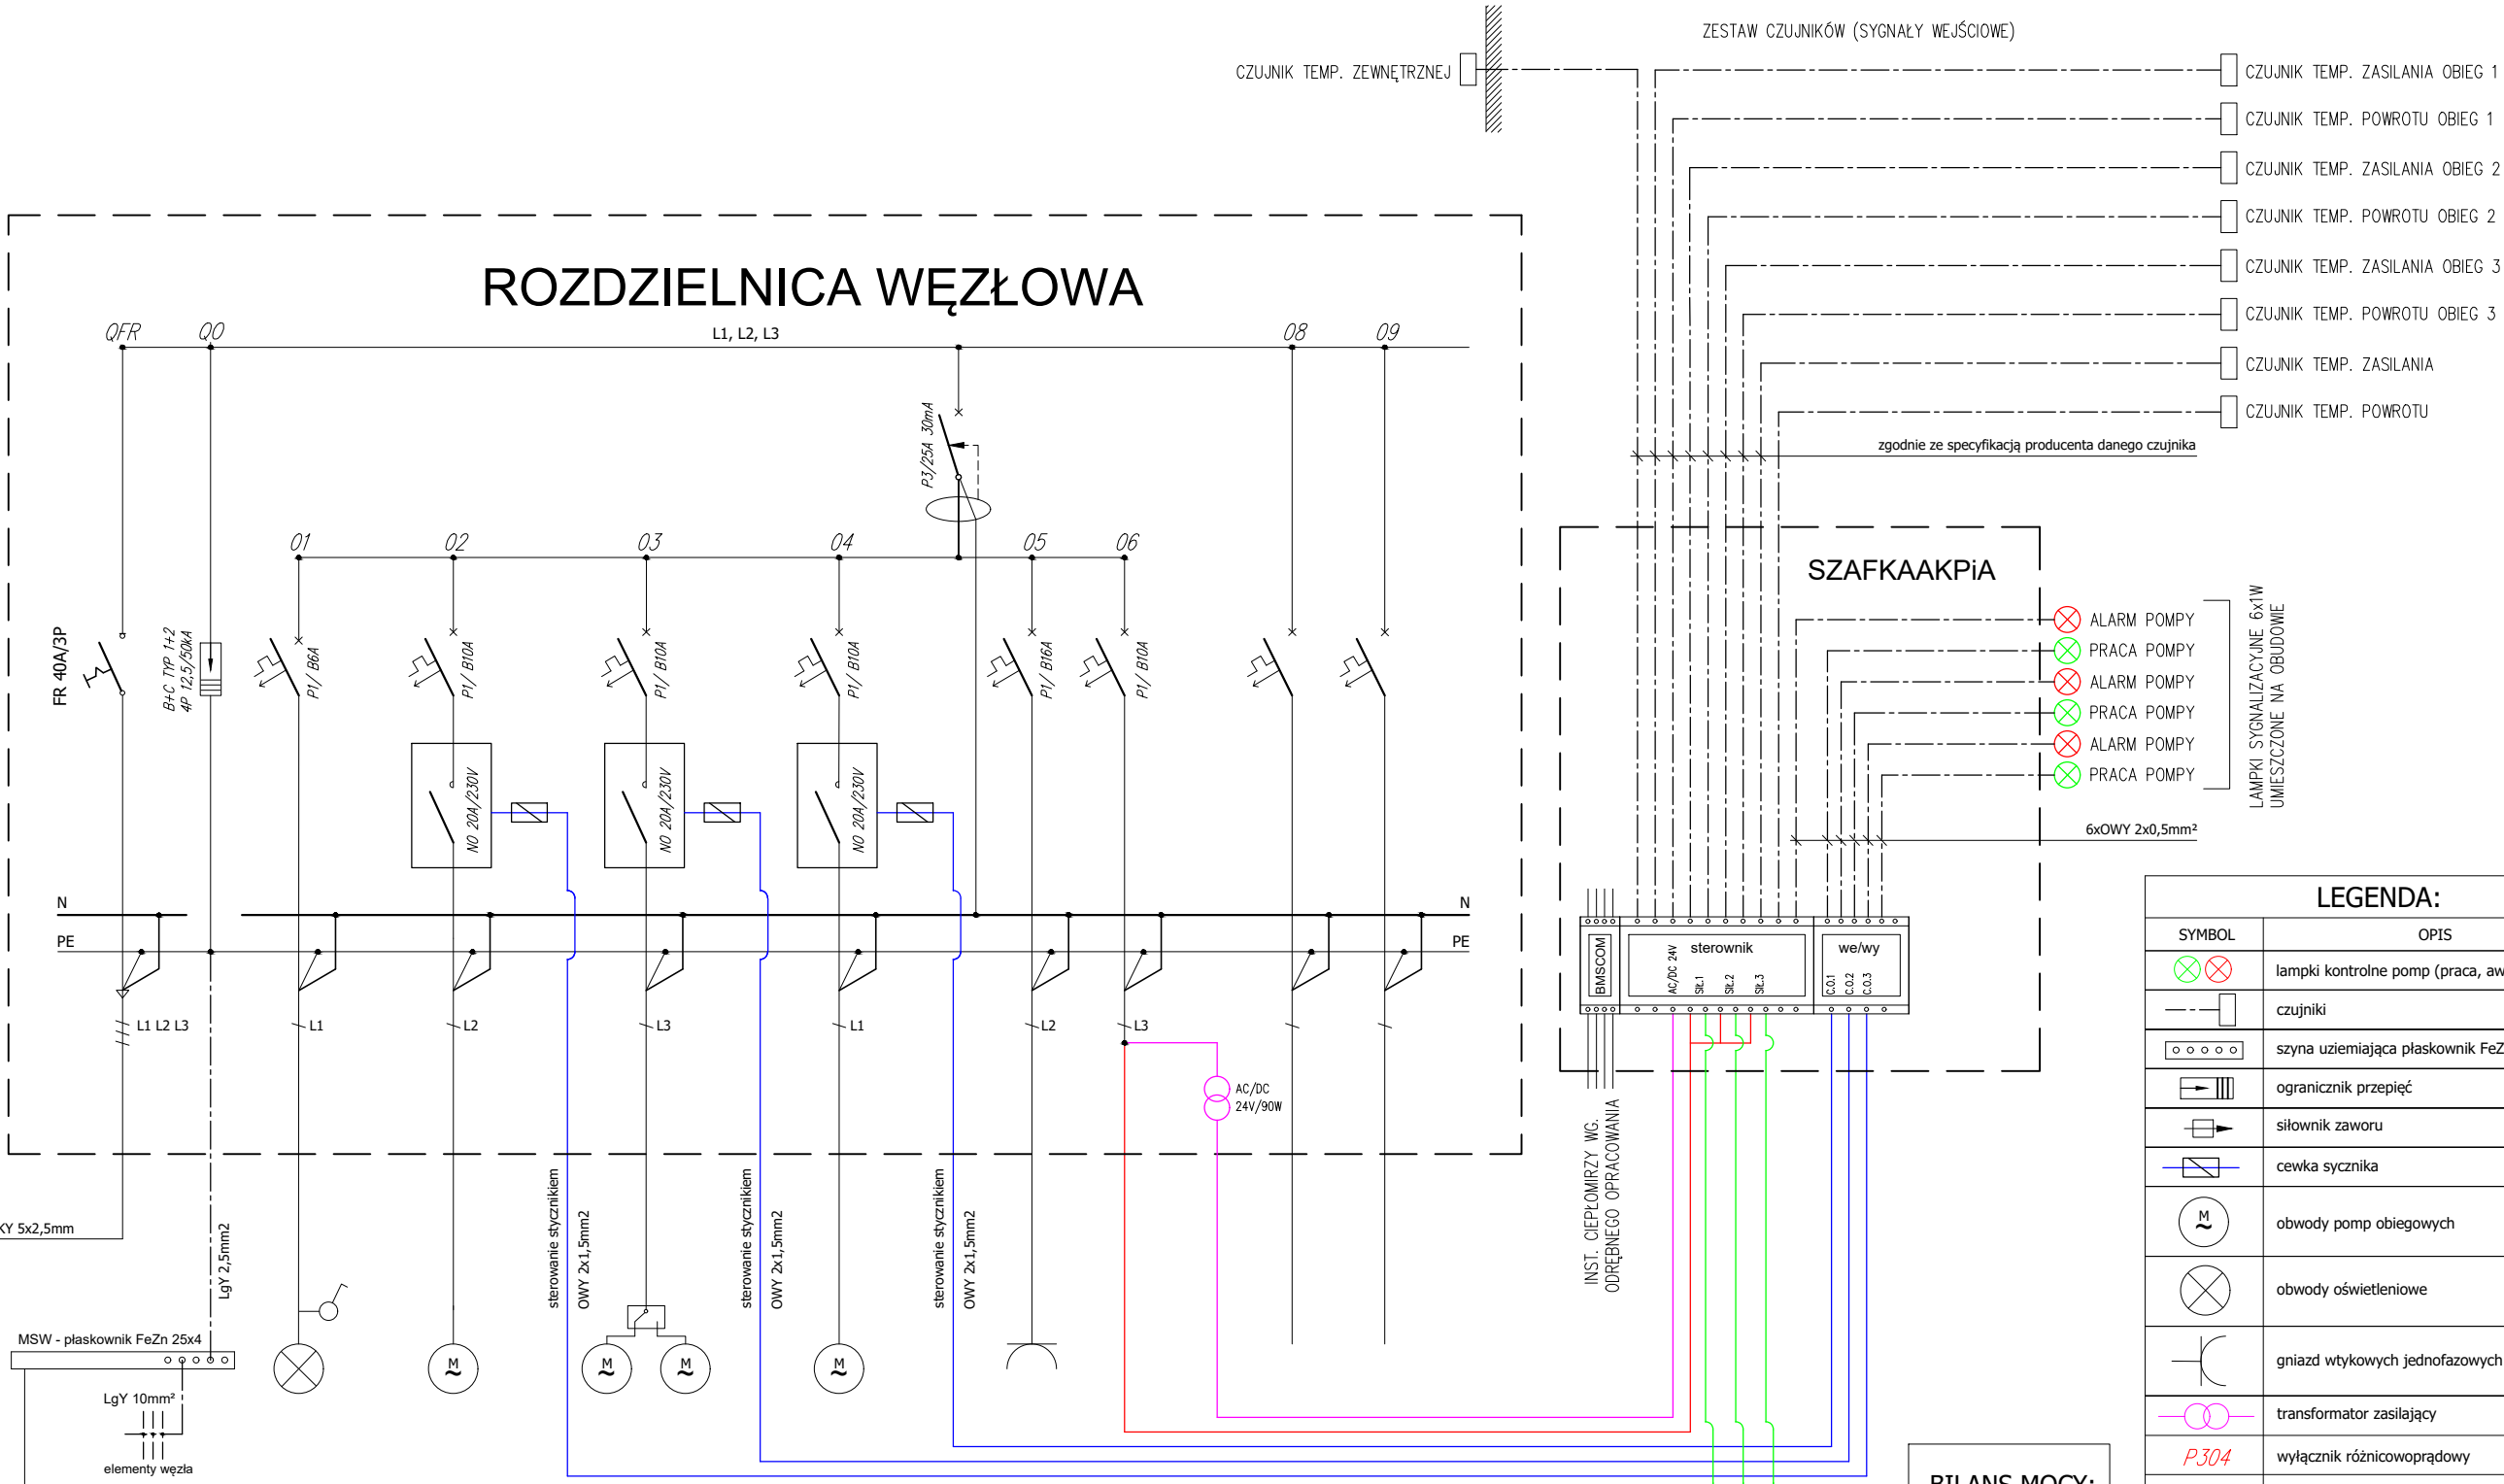 ZESTAW CZUJNIKÓW (SYGNAŁY WEJŚCIOWE)
CZUJNIK TEMP. ZEWNĘTRZNEJ
CZUJNIK TEMP. ZASILANIA OBIEG 1
CZUJNIK TEMP. POWROTU OBIEG 1
CZUJNIK TEMP. ZASILANIA OBIEG 2
CZUJNIK TEMP. POWROTU OBIEG 2
CZUJNIK TEMP. ZASILANIA OBIEG 3
CZUJNIK TEMP. POWROTU OBIEG 3
CZUJNIK TEMP. ZASILANIA
CZUJNIK TEMP. POWROTU
zgodnie ze specyfikacją producenta danego czujnika
ROZDZIELNICA WĘZŁOWA
QFR
QO
L1, L2, L3
08
09
P3/25A 30mA
01
02
03
04
05
06
FR 40A/3P
B+C TYP 1+2
4P 12,5/50kA
P1/ B6A
P1/ B10A
P1/ B10A
P1/ B10A
P1/ B16A
P1/ B10A
NO 20A/230V
NO 20A/230V
NO 20A/230V
N
N
PE
PE
L1 L2 L3
L1
L2
L3
L1
L2
L3
AC/DC
24V/90W
SZAFKAAKPiA
ALARM POMPY
PRACA POMPY
ALARM POMPY
PRACA POMPY
ALARM POMPY
PRACA POMPY
LAMPKI SYGNALIZACYJNE 6x1W
UMIESZCZONE NA OBUDOWIE
6xOWY 2x0,5mm²
BMSCOM
sterownik
AC/DC 24V
SIŁ.1
SIŁ.2
SIŁ.3
we/wy
C.O.1
C.O.2
C.O.3
INST. CIEPŁOMIRZY WG.
ODRĘBNEGO OPRACOWANIA
KY 5x2,5mm
LgY 2,5mm2
sterowanie stycznikiem
OWY 2x1,5mm2
sterowanie stycznikiem
OWY 2x1,5mm2
sterowanie stycznikiem
OWY 2x1,5mm2
MSW - płaskownik FeZn 25x4
LgY 10mm²
elementy węzła
M
M
M
M
LEGENDA:
SYMBOL
OPIS
lampki kontrolne pomp (praca, aw
czujniki
szyna uziemiająca płaskownik FeZ
ogranicznik przepięć
siłownik zaworu
cewka sycznika
M
obwody pomp obiegowych
obwody oświetleniowe
gniazd wtykowych jednofazowych
transformator zasilający
P304
wyłącznik różnicowoprądowy
BILANS MOCY: